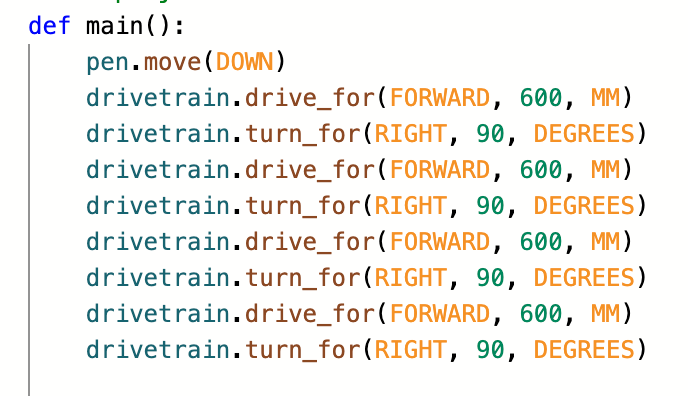 def main():
    pen.move(DOWN)
    drivetrain.drive_for(FORWARD, 600, MM)
    drivetrain.turn_for(RIGHT, 90, DEGREES)
    drivetrain.drive_for(FORWARD, 600, MM)
    drivetrain.turn_for(RIGHT, 90, DEGREES)
    drivetrain.drive_for(FORWARD, 600, MM)
    drivetrain.turn_for(RIGHT, 90, DEGREES)
    drivetrain.drive_for(FORWARD, 600, MM)
    drivetrain.turn_for(RIGHT, 90, DEGREES)